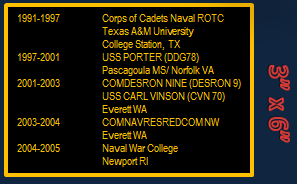 1991-1997 Corps of Cadets Naval ROTC
Texas A&M University
College Station, TX
1997-2001 USS PORTER (DDG78)
Pascagoula MS/ Norfolk VA
2001-2003 COMDESRON NINE (DESRON 9)
USS CARL VINSON (CVN 70)
Everett WA
2003-2004 COMNAVRESREDCOM NW
Everett WA
2004-2005 Naval War College
Newport RI
3" x 6"